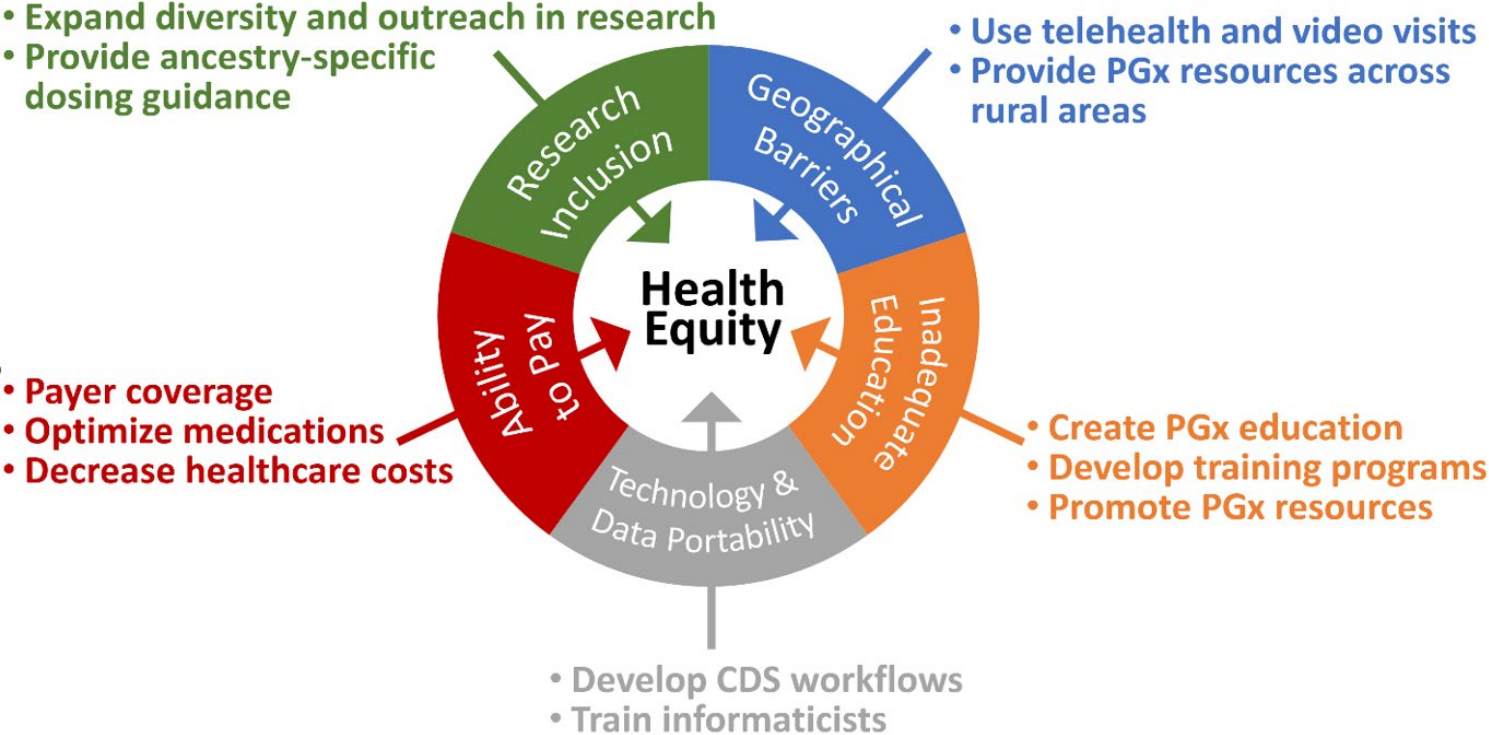 • Expand diversity and outreach in research
• Provide ancestry-specific
dosing guidance
• Use telehealth and video visits
• Provide PGx resources across
rural areas
Research
Inclusion
Geographical
Barriers
Health
Equity
Inadequate
Education
Ability
to Pay
Technology &
Data Portability
• Payer coverage
• Optimize medications
• Decrease healthcare costs
• Create PGx education
• Develop training programs
• Promote PGx resources
• Develop CDS workflows
• Train informaticists